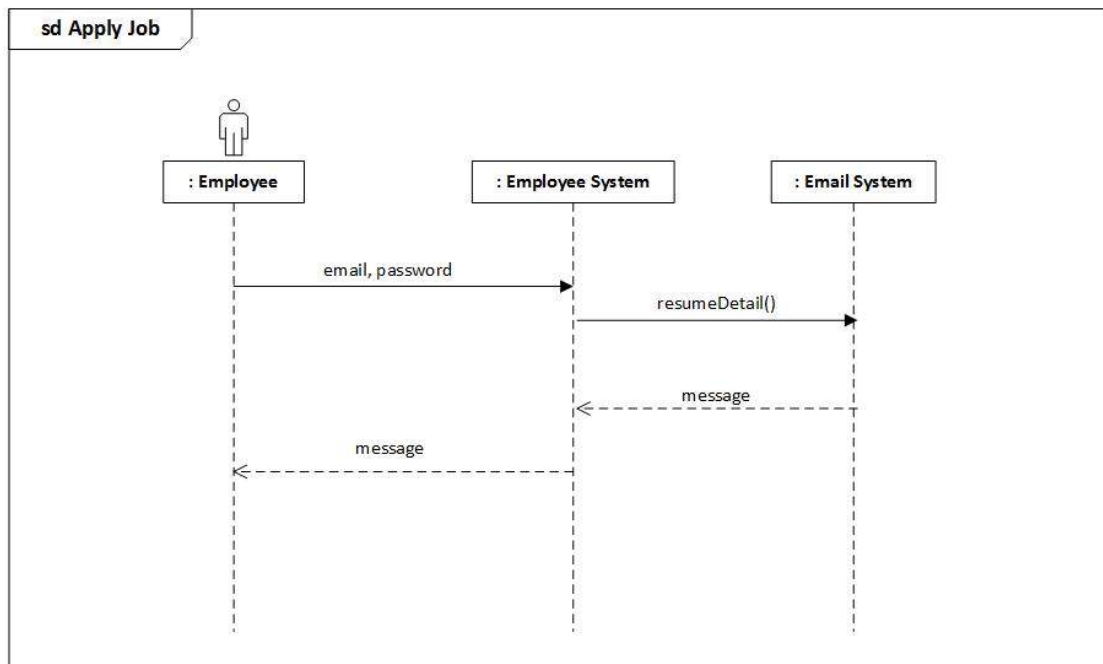 sd Apply Job
: Employee
: Employee System
: Email System
email, password
resumeDetail()
message
message